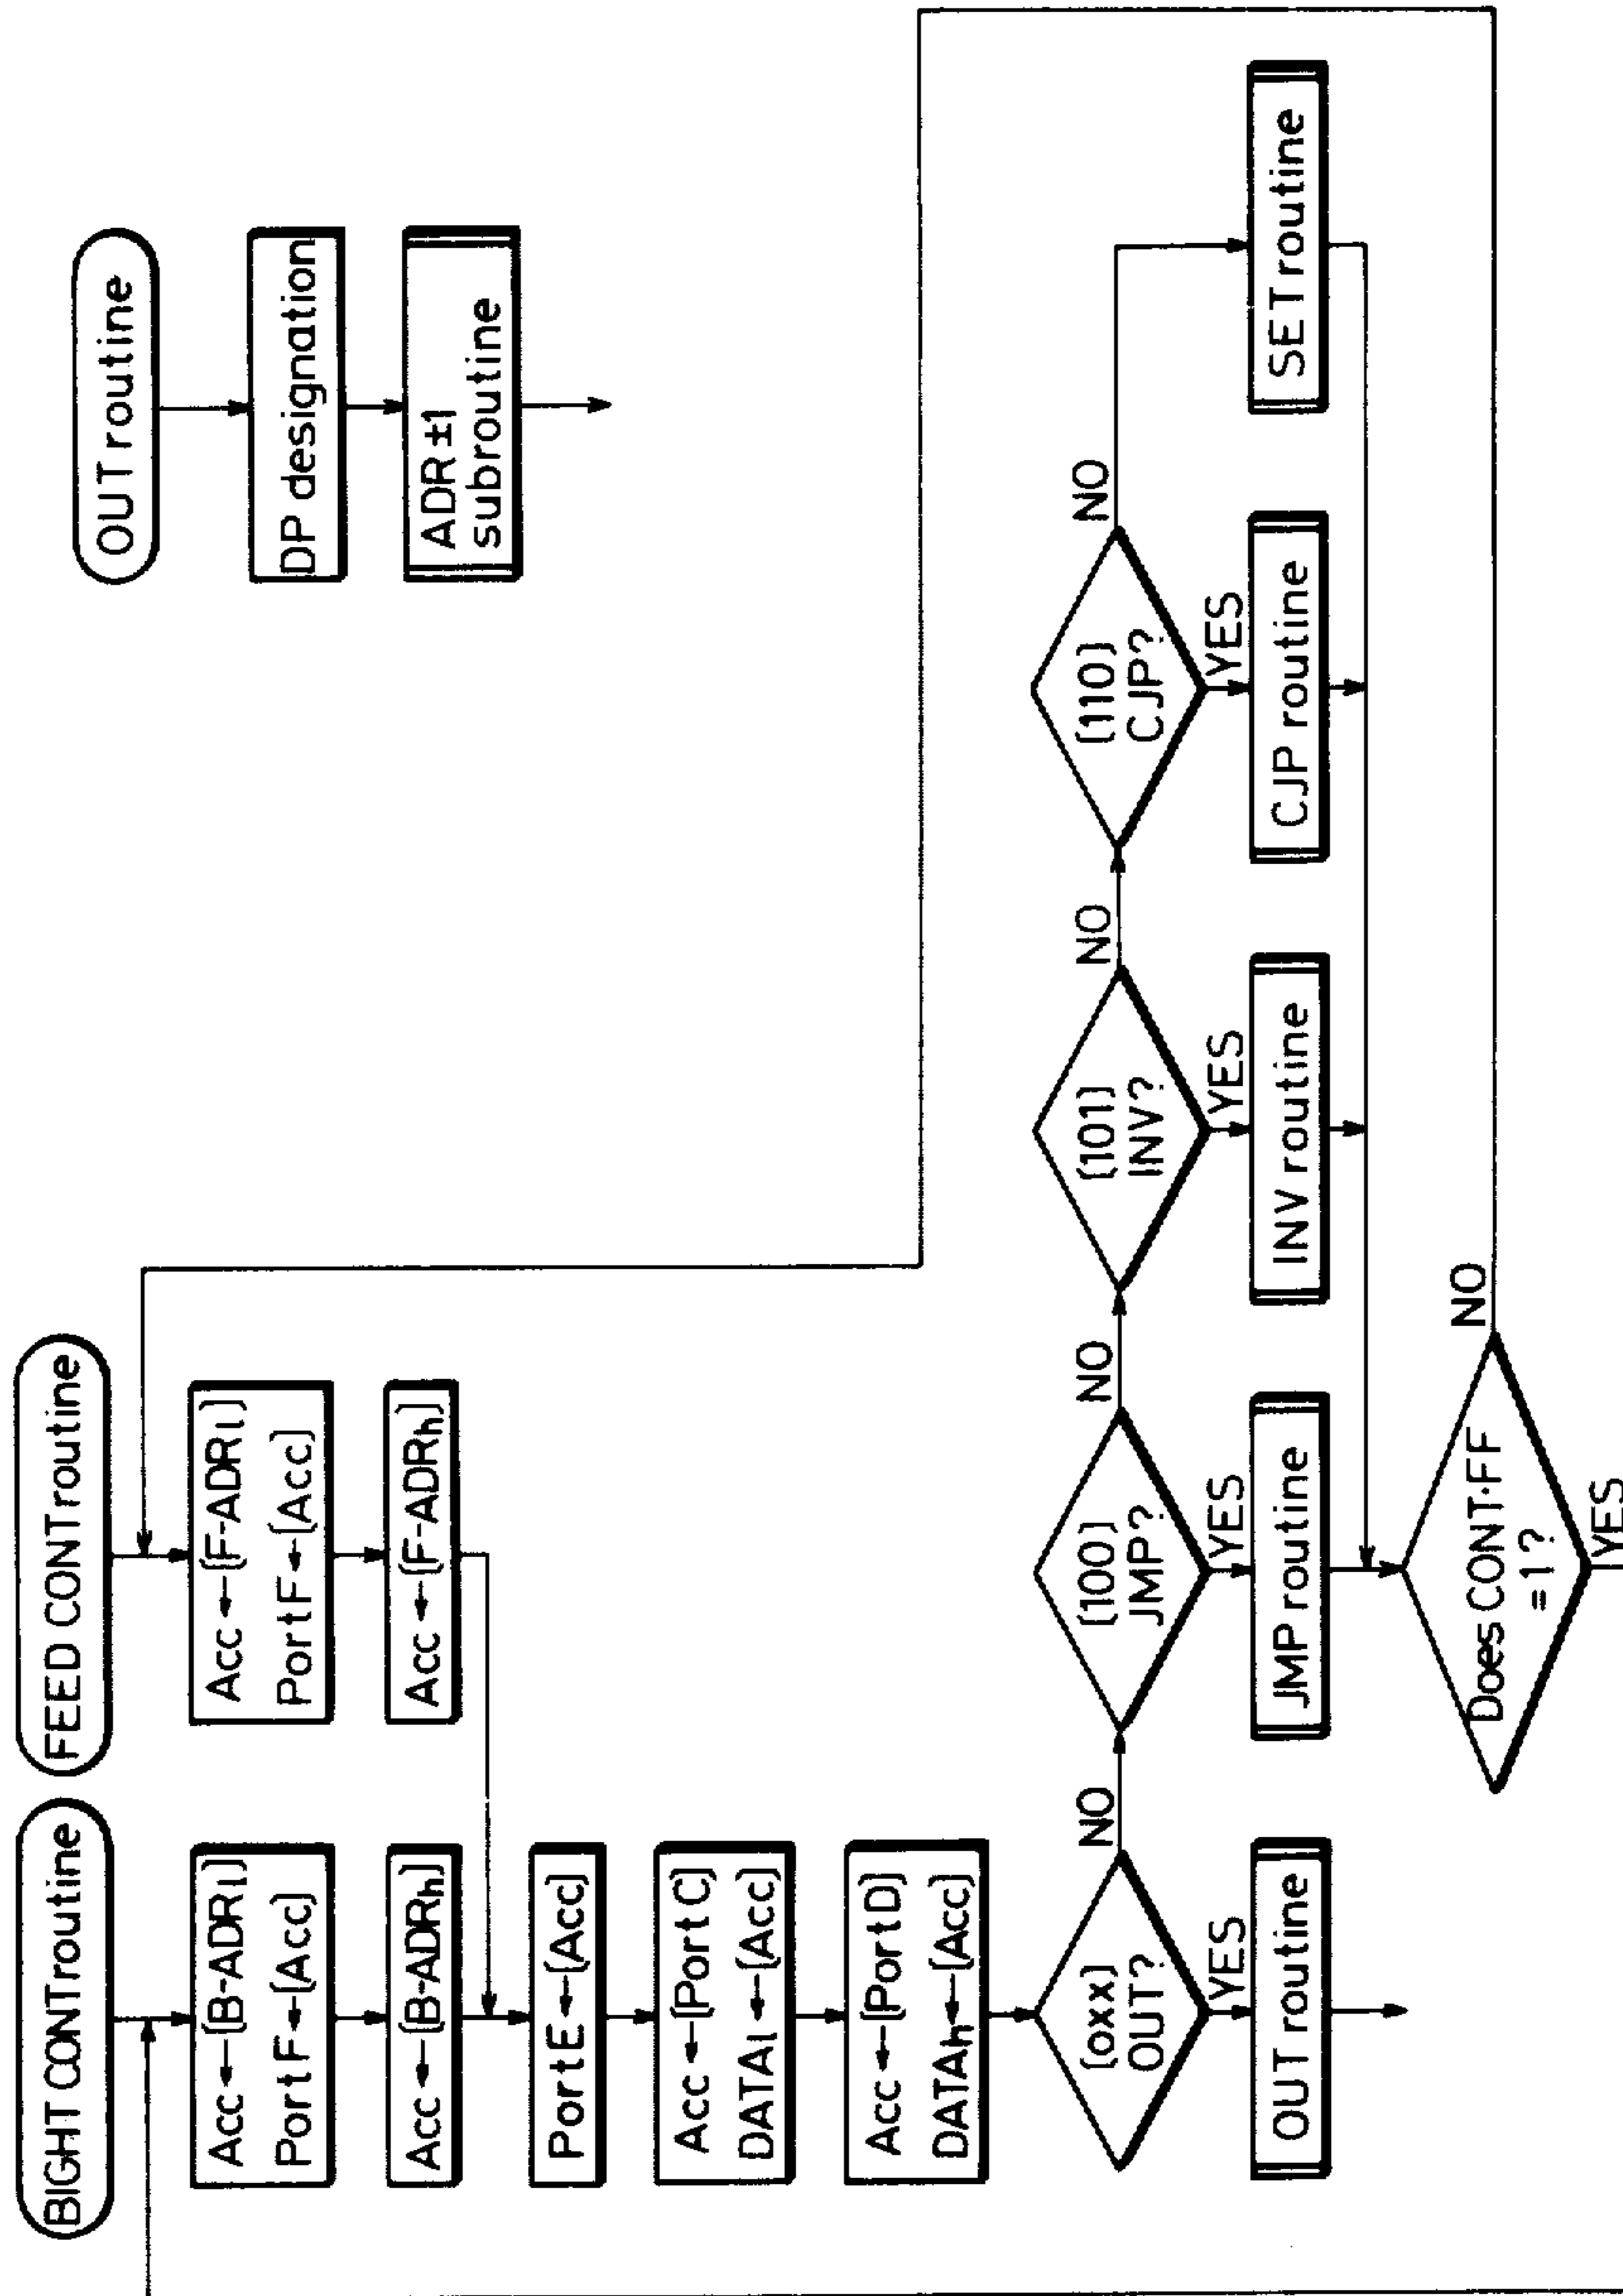 BIGHT CONT routine
Acc←[B-ADRl]
Port F←[Acc]
Acc←[B-ADRh]
FEED CONT routine
Acc←[F-ADRl]
Port F←[Acc]
Acc←[F-ADRh]
Port E←[Acc]
Acc←[Port C]
DATAl←[Acc]
Acc←[Port D]
DATAh←[Acc]
[0xx]
OUT?
NO
YES
OUT routine
[100]
JMP?
NO
YES
JMP routine
[101]
INV?
NO
YES
INV routine
[110]
CJP?
NO
YES
CJP routine
SET routine
Does CONT·FF
=1?
NO
YES
OUT routine
DP designation
ADR±1
subroutine